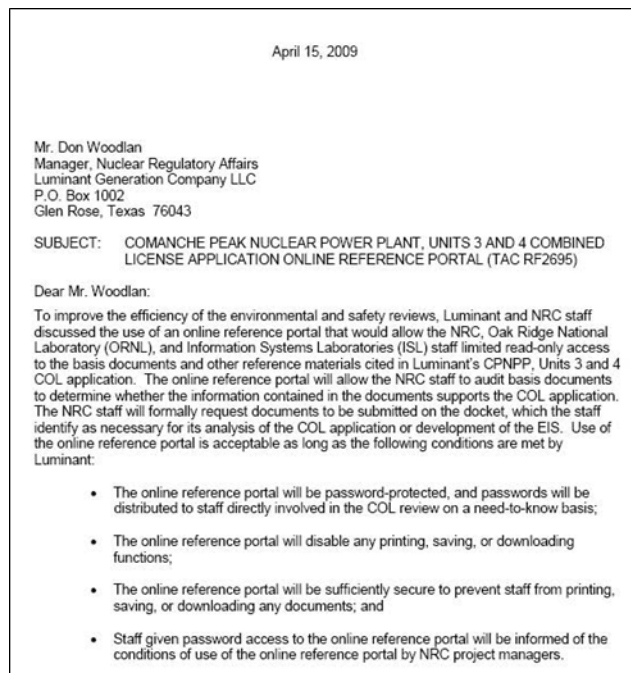 April 15, 2009
Mr. Don Woodlan
Manager, Nuclear Regulatory Affairs
Luminant Generation Company LLC
P.O. Box 1002
Glen Rose, Texas 76043
SUBJECT: COMANCHE PEAK NUCLEAR POWER PLANT, UNITS 3 AND 4 COMBINED
LICENSE APPLICATION ONLINE REFERENCE PORTAL (TAC RF2695)
Dear Mr. Woodlan:
To improve the efficiency of the environmental and safety reviews, Luminant and NRC staff
discussed the use of an online reference portal that would allow the NRC, Oak Ridge National
Laboratory (ORNL), and Information Systems Laboratories (ISL) staff limited read-only access
to the basis documents and other reference materials cited in Luminant's CPNPP, Units 3 and 4
COL application. The online reference portal will allow the NRC staff to audit basis documents
to determine whether the information contained in the documents supports the COL application.
The NRC staff will formally request documents to be submitted on the docket, which the staff
identify as necessary for its analysis of the COL application or development of the EIS. Use of
the online reference portal is acceptable as long as the following conditions are met by
Luminant:
• The online reference portal will be password-protected, and passwords will be
distributed to staff directly involved in the COL review on a need-to-know basis;
• The online reference portal will disable any printing, saving, or downloading
functions;
• The online reference portal will be sufficiently secure to prevent staff from printing,
saving, or downloading any documents; and
• Staff given password access to the online reference portal will be informed of the
conditions of use of the online reference portal by NRC project managers.